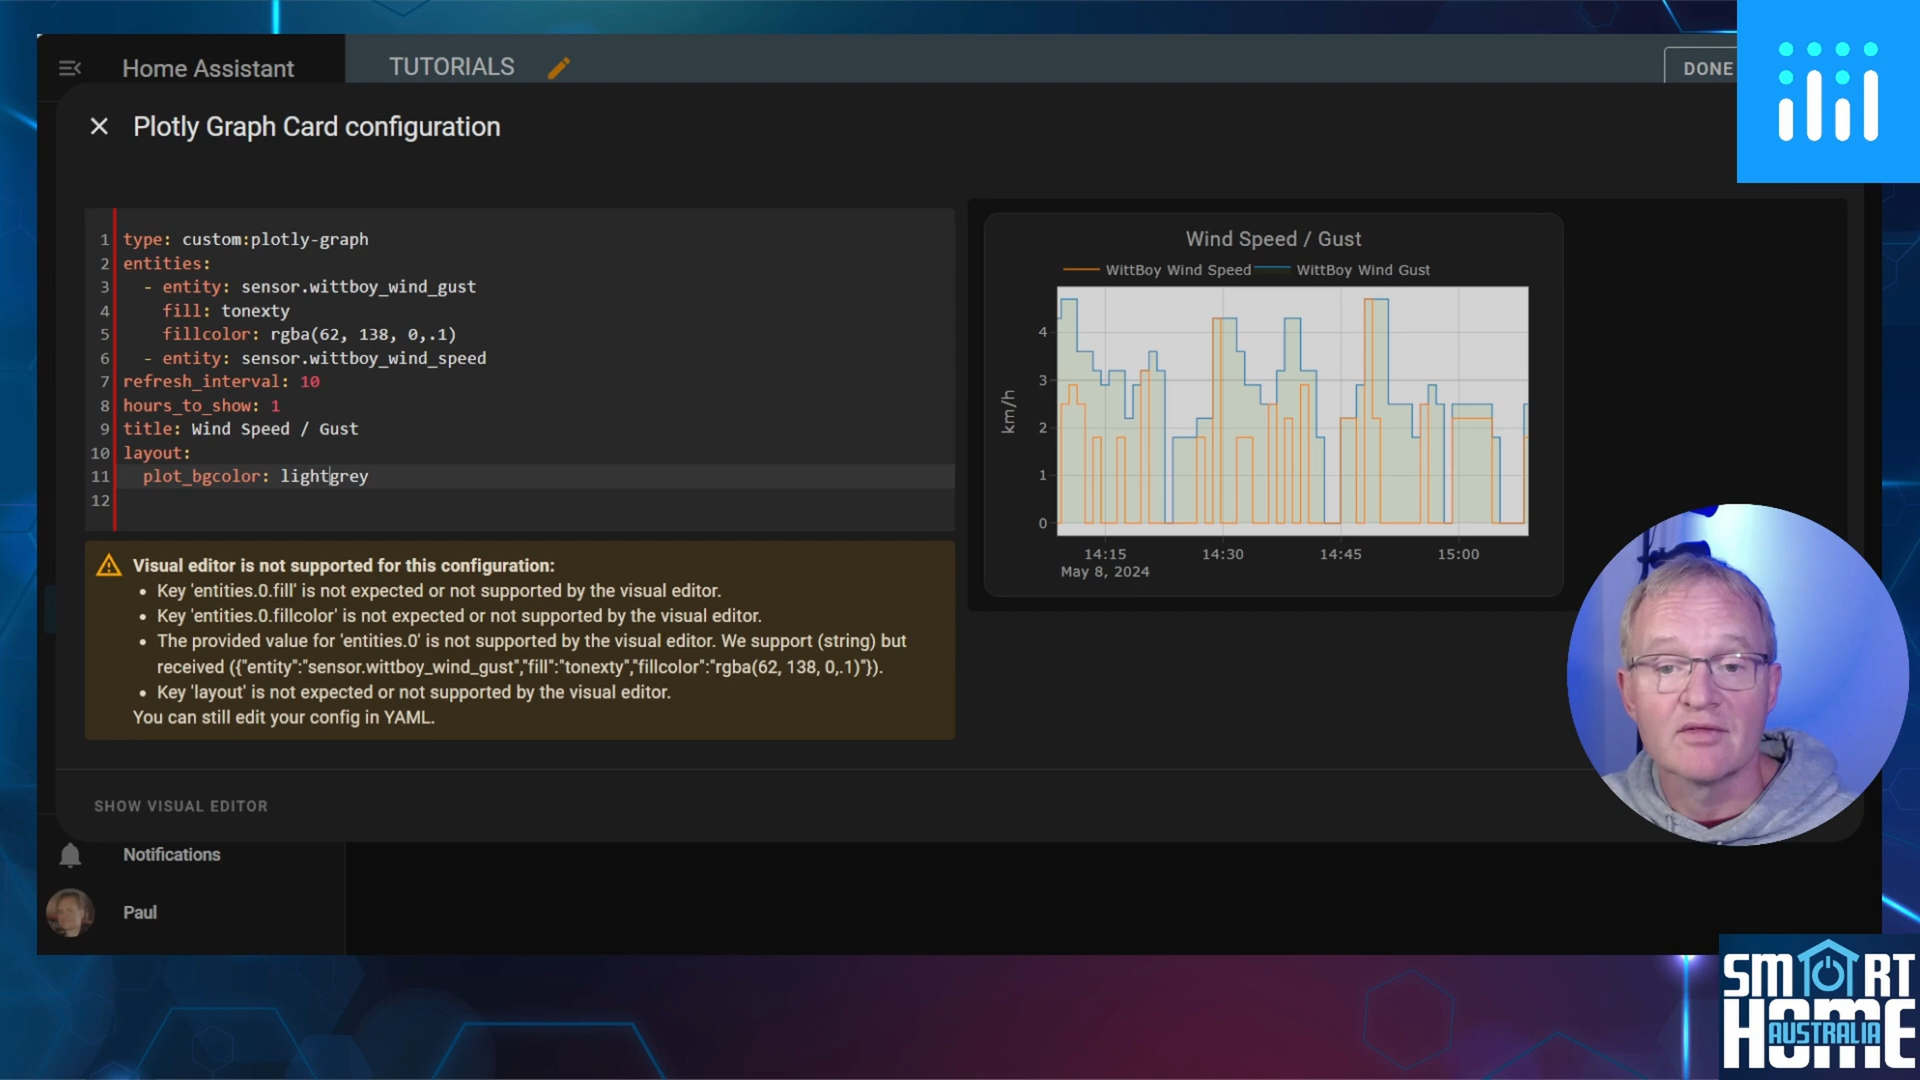 Home Assistant
TUTORIALS
DONE
Plotly Graph Card configuration
1 type: custom:plotly-graph
2 entities:
3 - entity: sensor.wittboy_wind_gust
4 fill: tonexty
5 fillcolor: rgba(62, 138, 0,.1)
6 - entity: sensor.wittboy_wind_speed
7 refresh_interval: 10
8 hours_to_show: 1
9 title: Wind Speed / Gust
10 layout:
11 plot_bgcolor: lightgrey
12
Wind Speed / Gust
WittBoy Wind Speed WittBoy Wind Gust
km/h
4
3
2
1
0
14:15 14:30 14:45 15:00
May 8, 2024
Visual editor is not supported for this configuration:
• Key 'entities.0.fill' is not expected or not supported by the visual editor.
• Key 'entities.0.fillcolor' is not expected or not supported by the visual editor.
• The provided value for 'entities.0' is not supported by the visual editor. We support (string) but
received ({"entity":"sensor.wittboy_wind_gust","fill":"tonexty","fillcolor":"rgba(62, 138, 0,.1)"}).
• Key 'layout' is not expected or not supported by the visual editor.
You can still edit your config in YAML.
SHOW VISUAL EDITOR
Notifications
Paul
SMART
HOME
AUSTRALIA